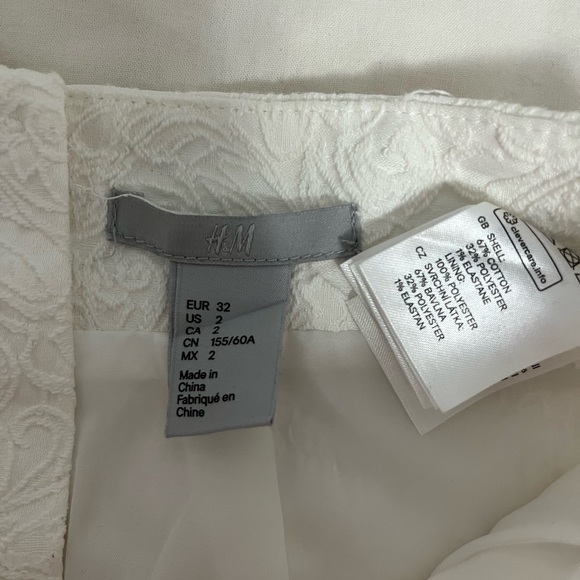 H&M
EUR 32
US 2
CA 2
CN 155/60A
MX 2
Made in
China
Fabriqué en
Chine
clevercare.info
GB SHELL:
67% COTTON
32% POLYESTER
1% ELASTANE
LINING:
100% POLYESTER
CZ SVRCHNÍ LÁTKA:
67% BAVLNA
32% POLYESTER
1% ELASTAN